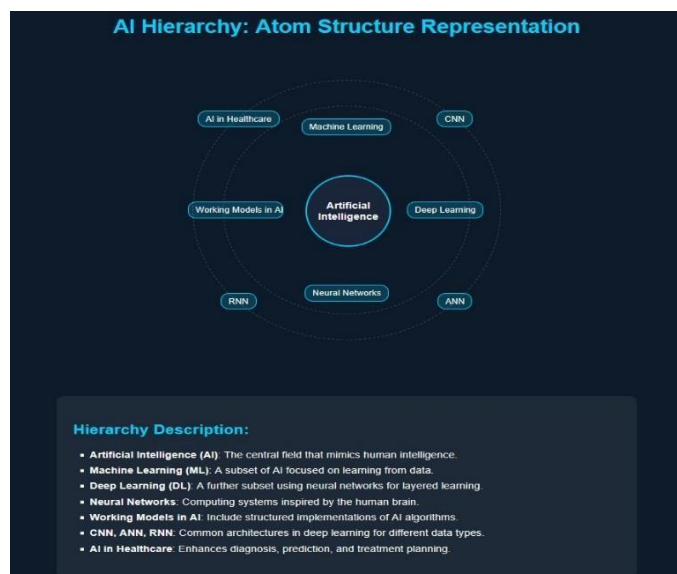 AI Hierarchy: Atom Structure Representation
AI in Healthcare
Machine Learning
CNN
Working Models in AI
Artificial
Intelligence
Deep Learning
RNN
Neural Networks
ANN
Hierarchy Description:
▪ Artificial Intelligence (AI): The central field that mimics human intelligence.
▪ Machine Learning (ML): A subset of AI focused on learning from data.
▪ Deep Learning (DL): A further subset using neural networks for layered learning.
▪ Neural Networks: Computing systems inspired by the human brain.
▪ Working Models in AI: Include structured implementations of AI algorithms.
▪ CNN, ANN, RNN: Common architectures in deep learning for different data types.
▪ AI in Healthcare: Enhances diagnosis, prediction, and treatment planning.